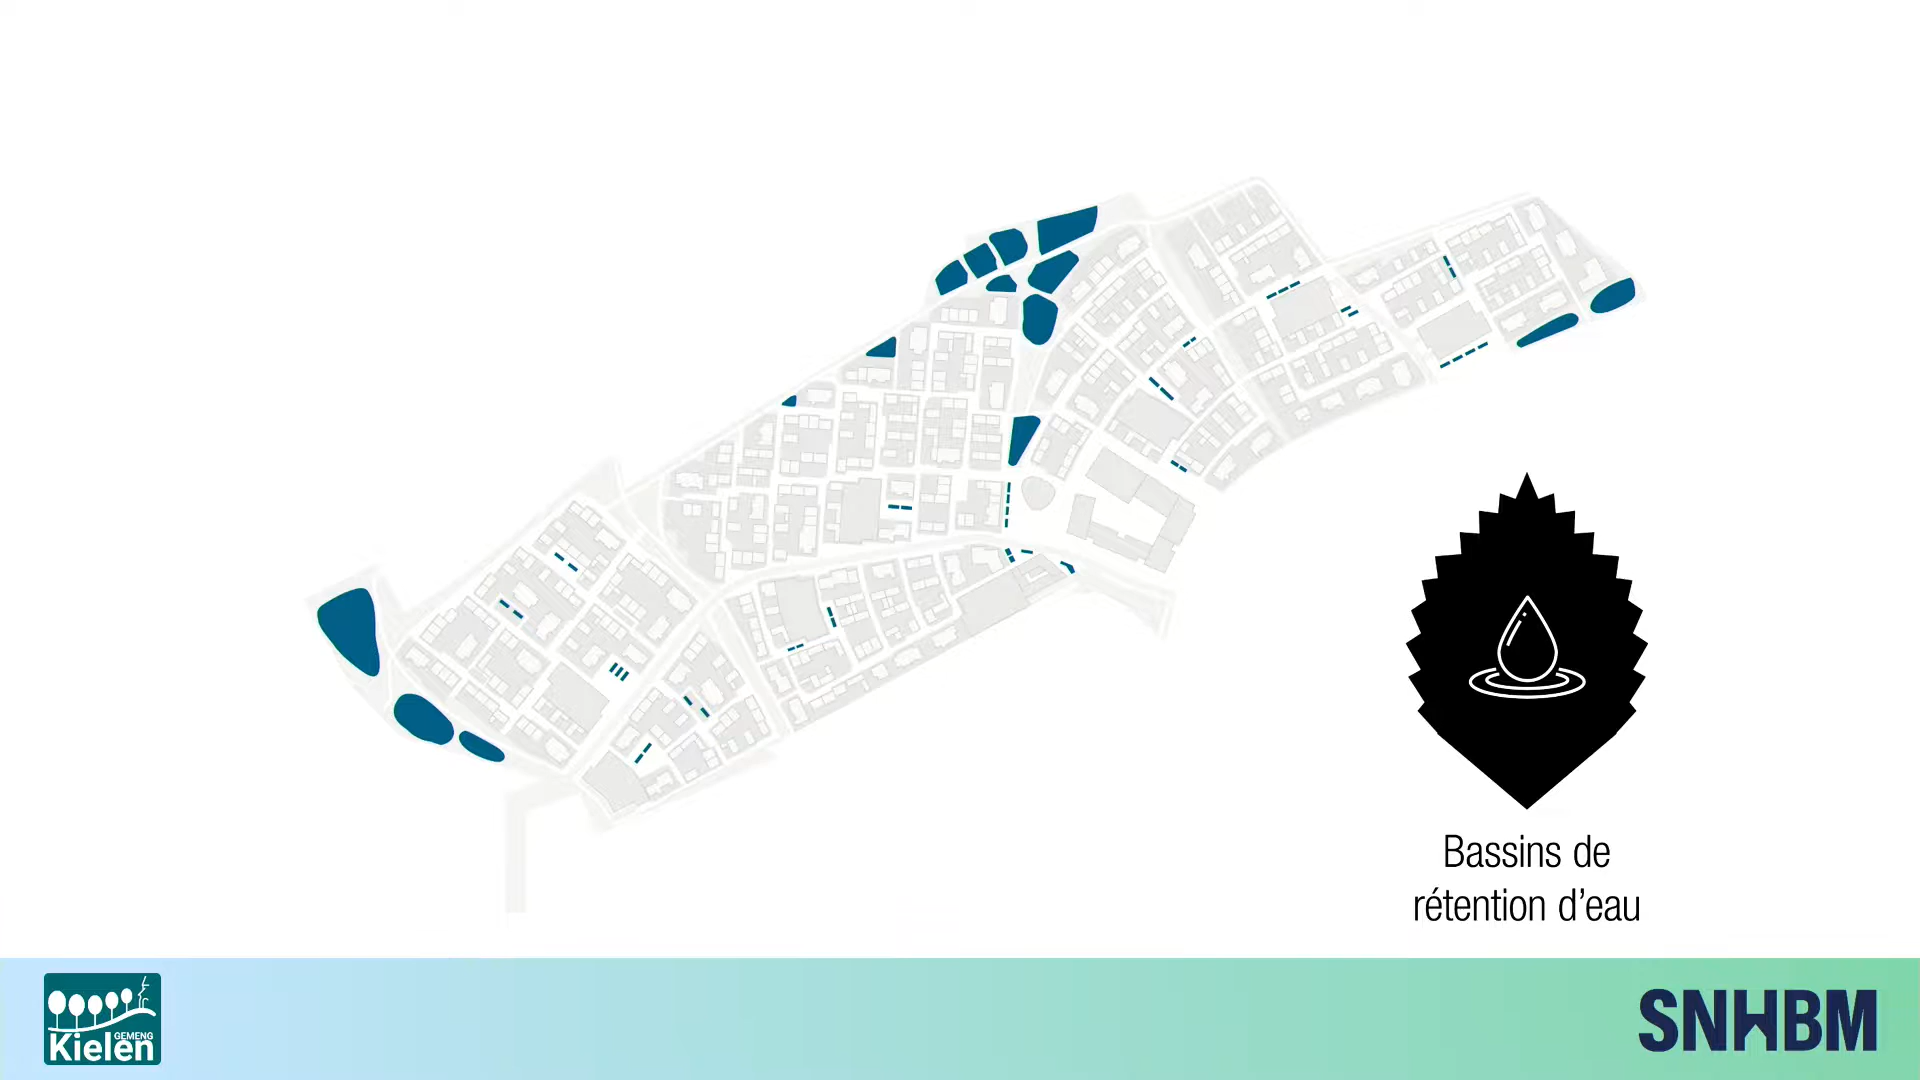 Bassins de
rétention d’eau
GEMENG
Kielen
SNHBM